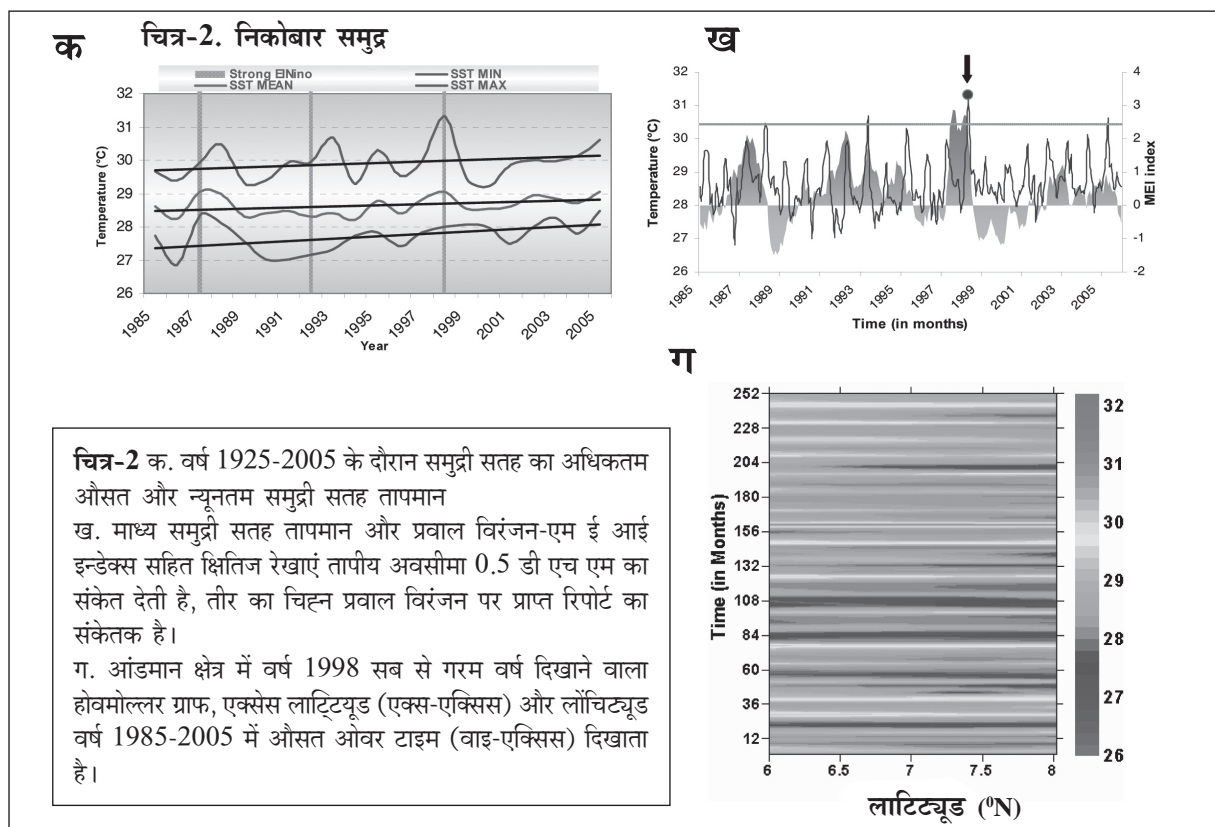 क
चित्र-2. निकोबार समुद्र
Strong ElNino
SST MIN
SST MEAN
SST MAX
32
31
30
29
28
27
26
Temperature (°C)
1985
1987
1989
1991
1993
1995
1997
1999
2001
2003
2005
Year
ख
32
31
30
29
28
27
26
Temperature (°C)
4
3
2
1
0
-1
-2
MEI index
1985
1987
1989
1991
1993
1995
1997
1999
2001
2003
2005
Time (in months)
ग
252
228
204
180
156
132
108
84
60
36
12
Time (in Months)
6
6.5
7
7.5
8
लाटिट्यूड (⁰N)
32
31
30
29
28
27
26
चित्र-2 क. वर्ष 1925-2005 के दौरान समुद्री सतह का अधिकतम
औसत और न्यूनतम समुद्री सतह तापमान
ख. माध्य समुद्री सतह तापमान और प्रवाल विरंजन-एम ई आई
इन्डेक्स सहित क्षितिज रेखाएं तापीय अवसीमा 0.5 डी एच एम का
संकेत देती है, तीर का चिह्न प्रवाल विरंजन पर प्राप्त रिपोर्ट का
संकेतक है।
ग. आंडमान क्षेत्र में वर्ष 1998 सब से गरम वर्ष दिखाने वाला
होवमोल्लर ग्राफ, एक्सेस लाट्टियूड (एक्स-एक्सिस) और लोंचिट्यूड
वर्ष 1985-2005 में औसत ओवर टाइम (वाइ-एक्सिस) दिखाता
है।